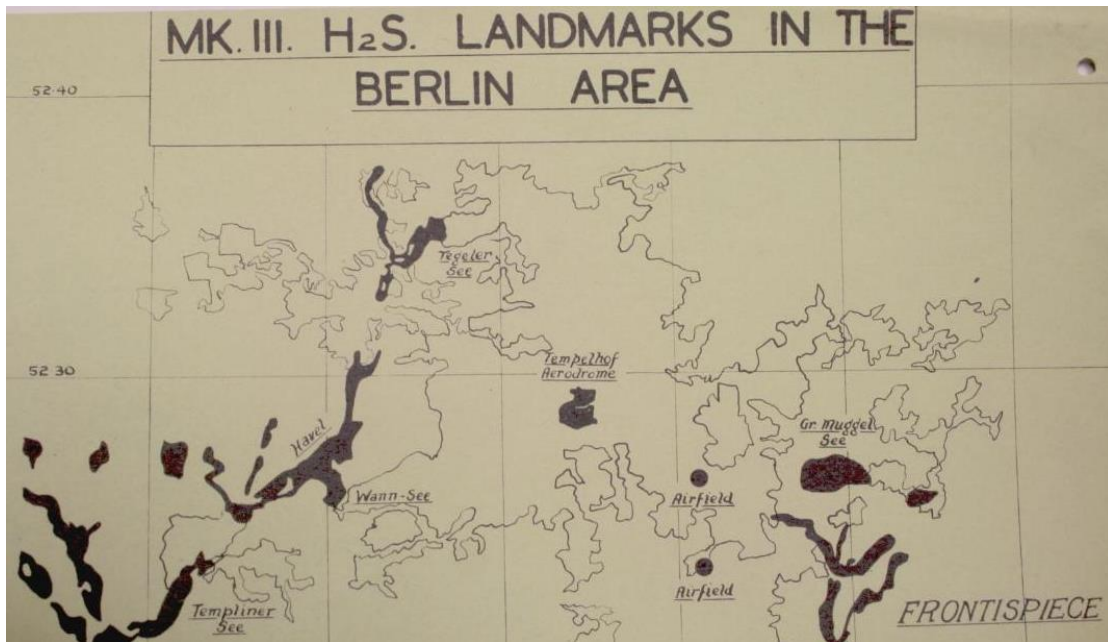 MK. III. H2S. LANDMARKS IN THE
BERLIN AREA
52·40
Tegeler
See
52 30
Tempelhof
Aerodrome
Havel
Gr. Muggel
See
Wann-See
Airfield
Airfield
Templiner
See
FRONTISPIECE